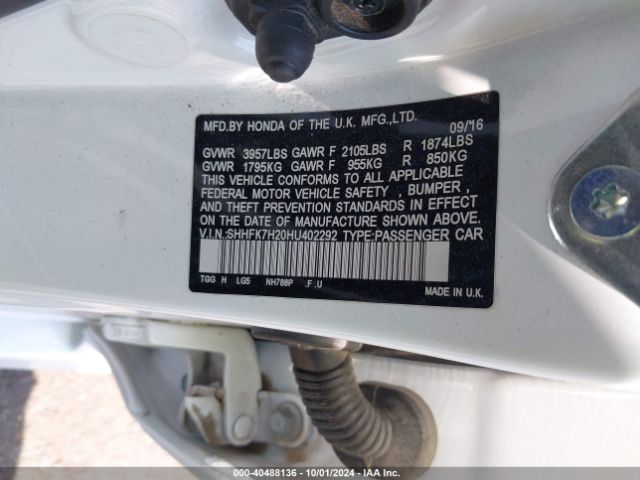 MFD.BY HONDA OF THE U.K. MFG.,LTD. 09/16
GVWR 3957LBS GAWR F 2105LBS R 1874LBS
GVWR 1795KG GAWR F 955KG R 850KG
THIS VEHICLE CONFORMS TO ALL APPLICABLE
FEDERAL MOTOR VEHICLE SAFETY , BUMPER ,
AND THEFT PREVENTION STANDARDS IN EFFECT
ON THE DATE OF MANUFACTURE SHOWN ABOVE.
V.I.N.:SHHFK7H20HU402292 TYPE:PASSENGER CAR
TGG H LG5 NH788P .F .U
MADE IN U.K.
000-40488136 - 10/01/2024 - IAA Inc.